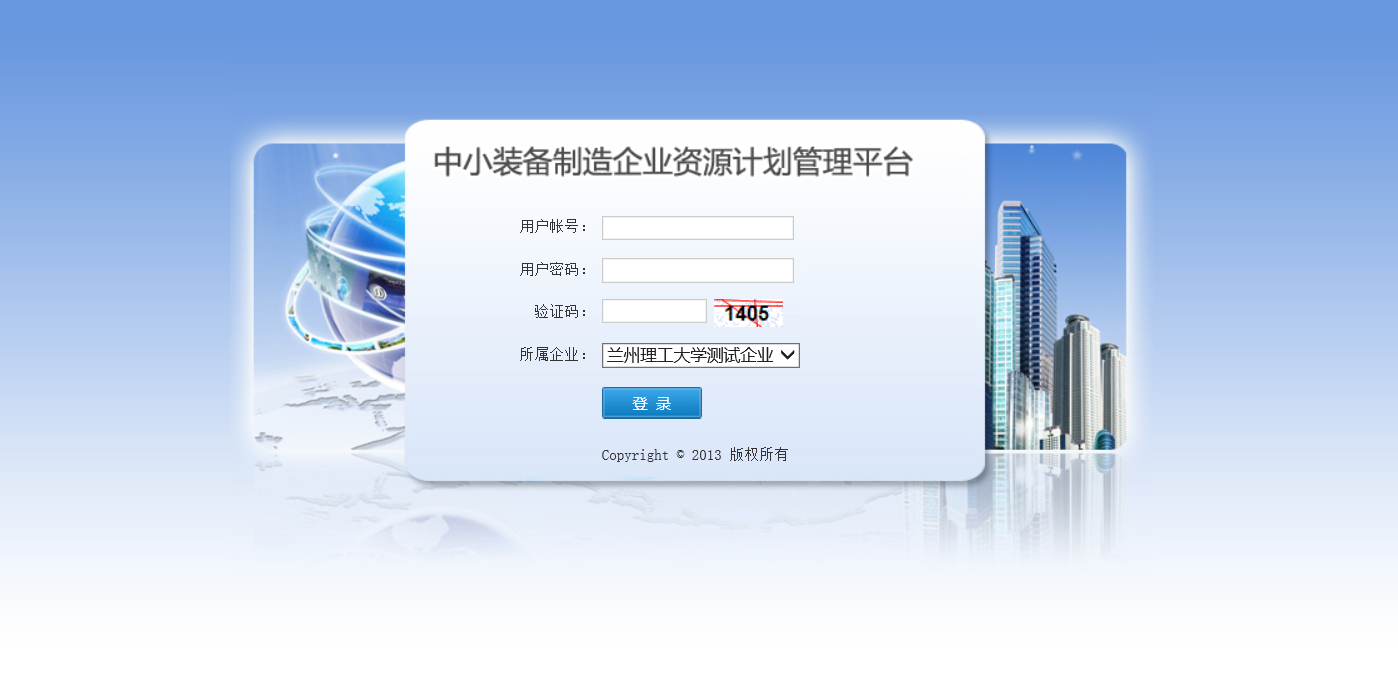 中小装备制造企业资源计划管理平台
用户帐号：
用户密码：
验证码： 1405
所属企业： 兰州理工大学测试企业
登 录
Copyright © 2013 版权所有